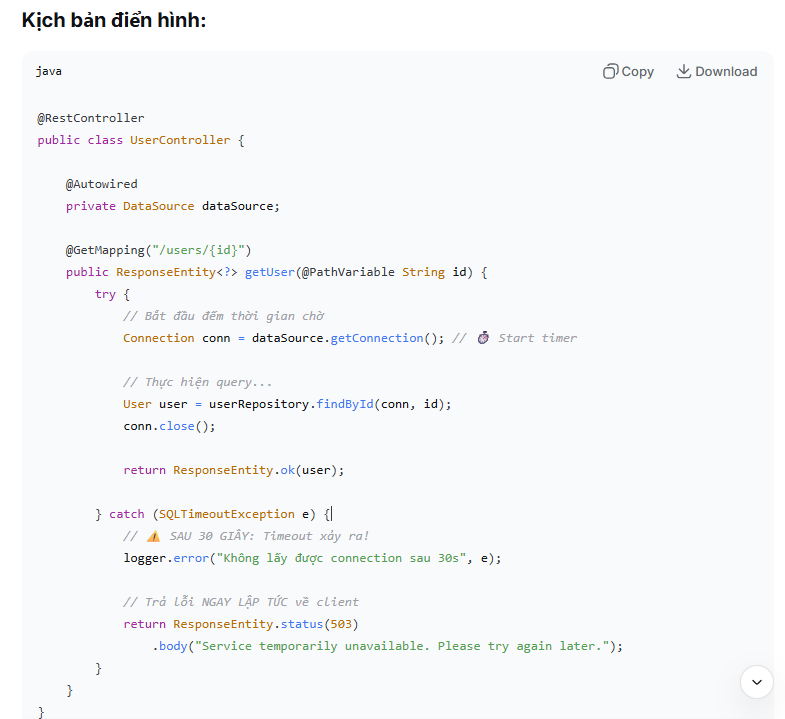 Kịch bản điển hình:
java
Copy
Download
@RestController
public class UserController {
@Autowired
private DataSource dataSource;
@GetMapping("/users/{id}")
public ResponseEntity<?> getUser(@PathVariable String id) {
try {
// Bắt đầu đếm thời gian chờ
Connection conn = dataSource.getConnection(); // ⏱️ Start timer
// Thực hiện query...
User user = userRepository.findById(conn, id);
conn.close();
return ResponseEntity.ok(user);
} catch (SQLTimeoutException e) {
// ⚠️ SAU 30 GIÂY: Timeout xảy ra!
logger.error("Không lấy được connection sau 30s", e);
// Trả lỗi NGAY LẬP TỨC về client
return ResponseEntity.status(503)
.body("Service temporarily unavailable. Please try again later.");
}
}
}